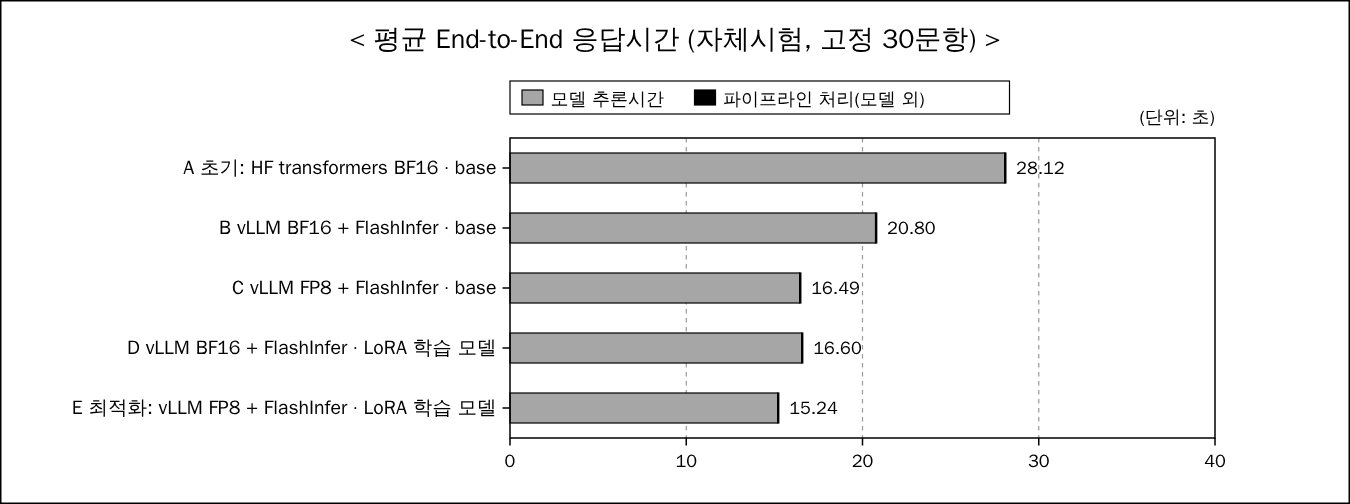 < 평균 End-to-End 응답시간 (자체시험, 고정 30문항) >
모델 추론시간 파이프라인 처리(모델 외)
(단위: 초)
A 초기: HF transformers BF16 · base 28.12
B vLLM BF16 + FlashInfer · base 20.80
C vLLM FP8 + FlashInfer · base 16.49
D vLLM BF16 + FlashInfer · LoRA 학습 모델 16.60
E 최적화: vLLM FP8 + FlashInfer · LoRA 학습 모델 15.24
0 10 20 30 40